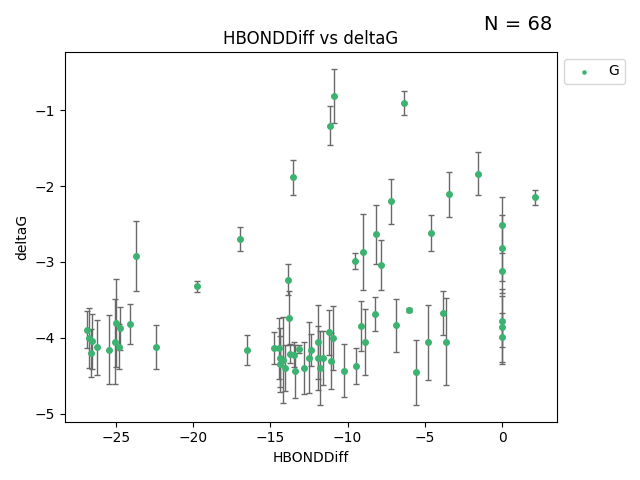 N = 68
HBONDDiff vs deltaG
G
deltaG
−1
−2
−3
−4
−5
−25
−20
−15
−10
−5
0
HBONDDiff